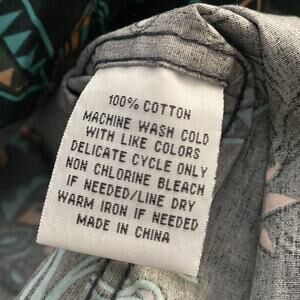 100% COTTON
MACHINE WASH COLD
WITH LIKE COLORS
DELICATE CYCLE ONLY
NON CHLORINE BLEACH
IF NEEDED/LINE DRY
WARM IRON IF NEEDED
MADE IN CHINA